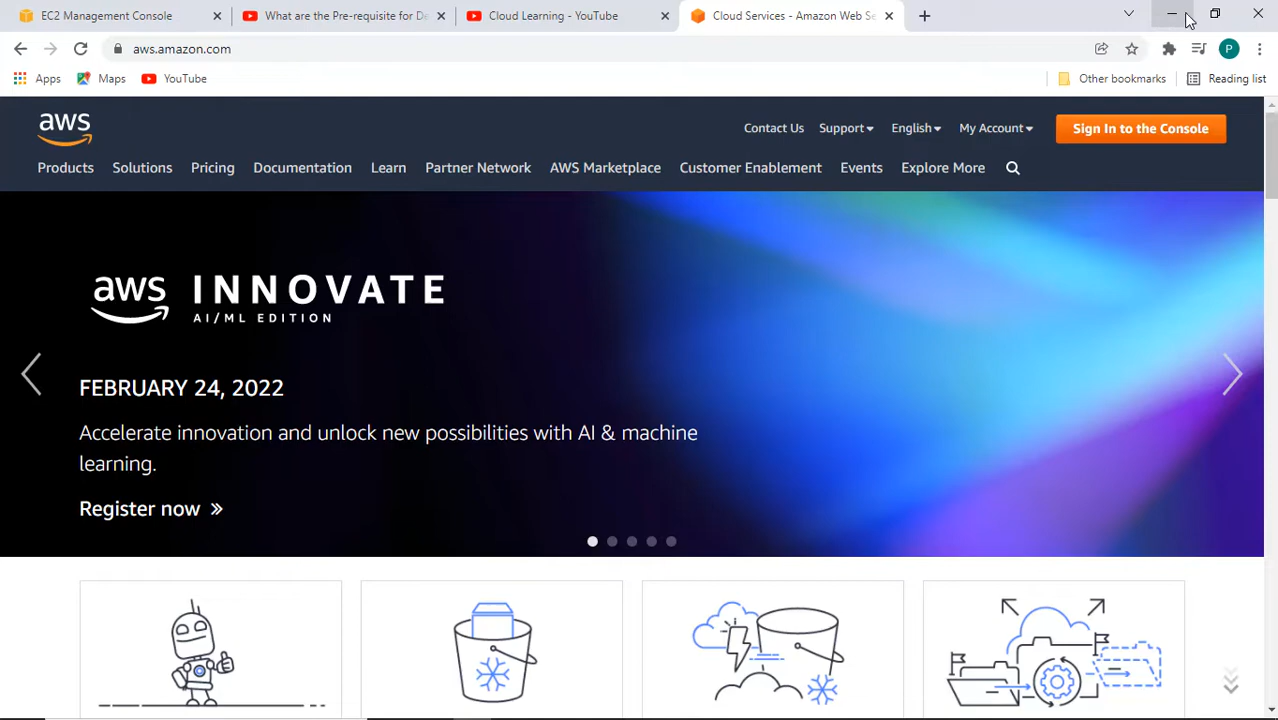 EC2 Management Console
What are the Pre-requisite for De
Cloud Learning - YouTube
Cloud Services - Amazon Web Se
aws.amazon.com
P
Apps
Maps
YouTube
Other bookmarks
Reading list
aws
Contact Us
Support
English
My Account
Sign In to the Console
Products
Solutions
Pricing
Documentation
Learn
Partner Network
AWS Marketplace
Customer Enablement
Events
Explore More
aws INNOVATE
AI/ML EDITION
FEBRUARY 24, 2022
Accelerate innovation and unlock new possibilities with AI & machine
learning.
Register now »